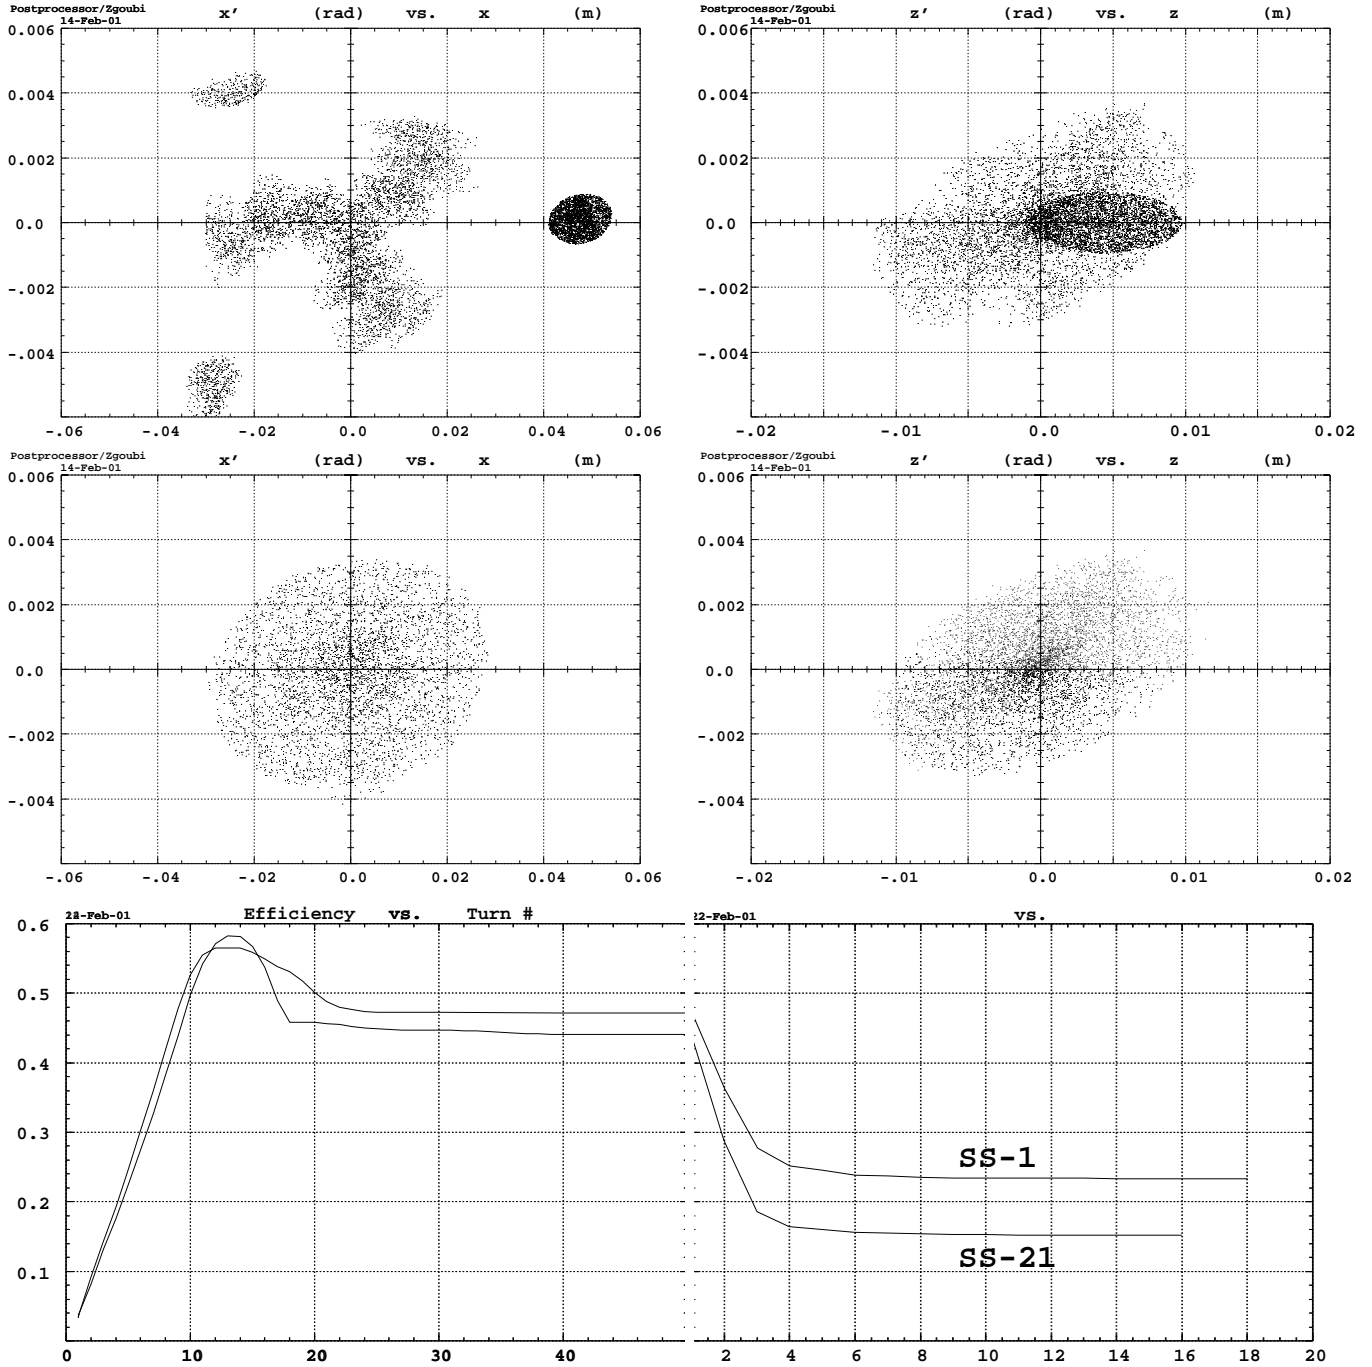 Postprocessor/Zgoubi
14-Feb-01
x' (rad) vs. x (m)
0.006
0.004
0.002
0.0
-.002
-.004
-.06 -.04 -.02 0.0 0.02 0.04 0.06
Postprocessor/Zgoubi
14-Feb-01
z' (rad) vs. z (m)
0.006
0.004
0.002
0.0
-.002
-.004
-.02 -.01 0.0 0.01 0.02
Postprocessor/Zgoubi
14-Feb-01
x' (rad) vs. x (m)
0.006
0.004
0.002
0.0
-.002
-.004
-.06 -.04 -.02 0.0 0.02 0.04 0.06
Postprocessor/Zgoubi
14-Feb-01
z' (rad) vs. z (m)
0.006
0.004
0.002
0.0
-.002
-.004
-.02 -.01 0.0 0.01 0.02
-Feb-01
Efficiency vs. Turn #
0.6
0.5
0.4
0.3
0.2
0.1
0 10 20 30 40
22-Feb-01
vs.
SS-1
SS-21
2 4 6 8 10 12 14 16 18 20